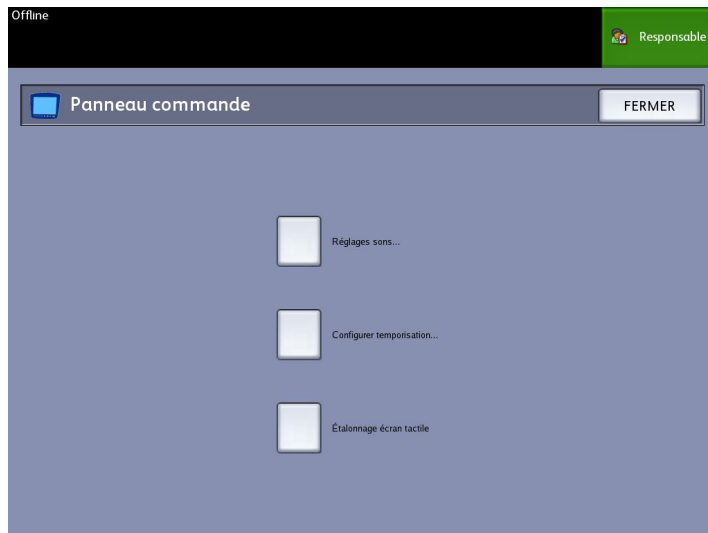 Offline
Responsable
Panneau commande
FERMER
Réglages sons...
Configurer temporisation...
Étalonnage écran tactile